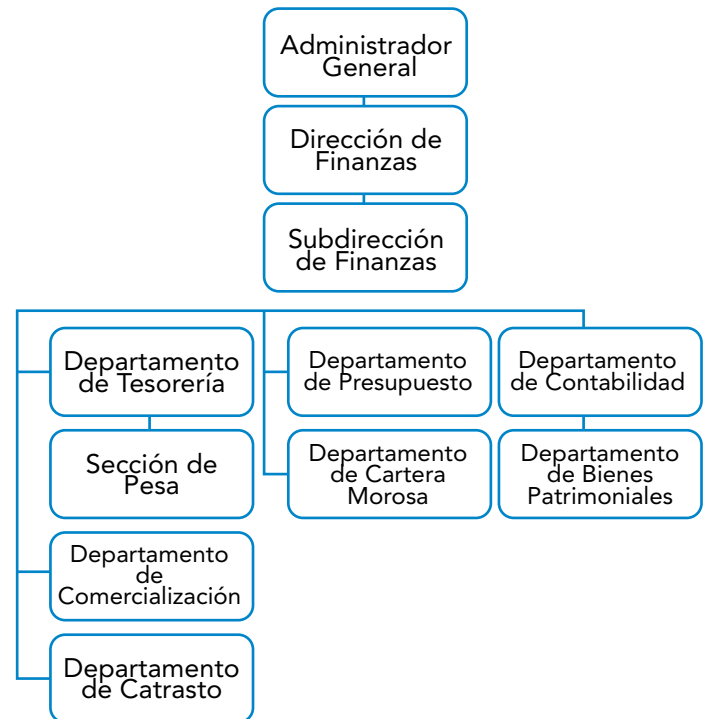 Administrador
General
Dirección de
Finanzas
Subdirección
de Finanzas
Departamento
de Tesorería
Departamento
de Presupuesto
Departamento
de Contabilidad
Sección de
Pesa
Departamento
de Cartera
Morosa
Departamento
de Bienes
Patrimoniales
Departamento
de
Comercialización
Departamento
de Catrasto